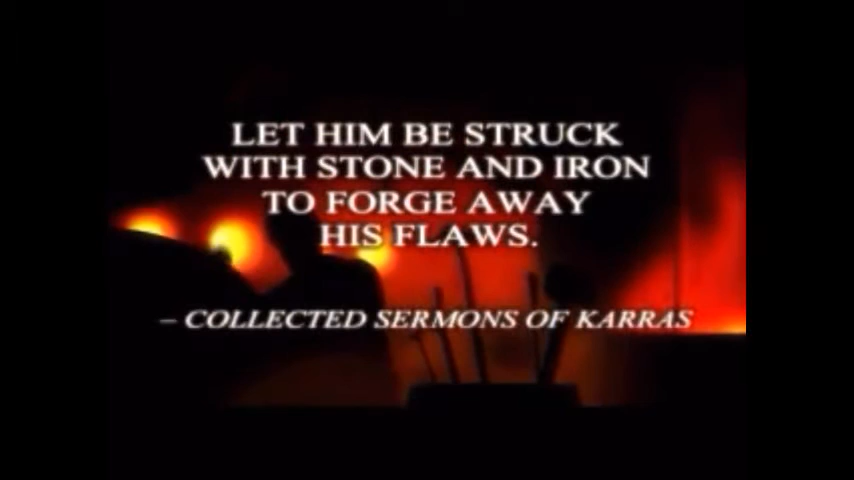 LET HIM BE STRUCK
WITH STONE AND IRON
TO FORGE AWAY
HIS FLAWS.
– COLLECTED SERMONS OF KARRAS